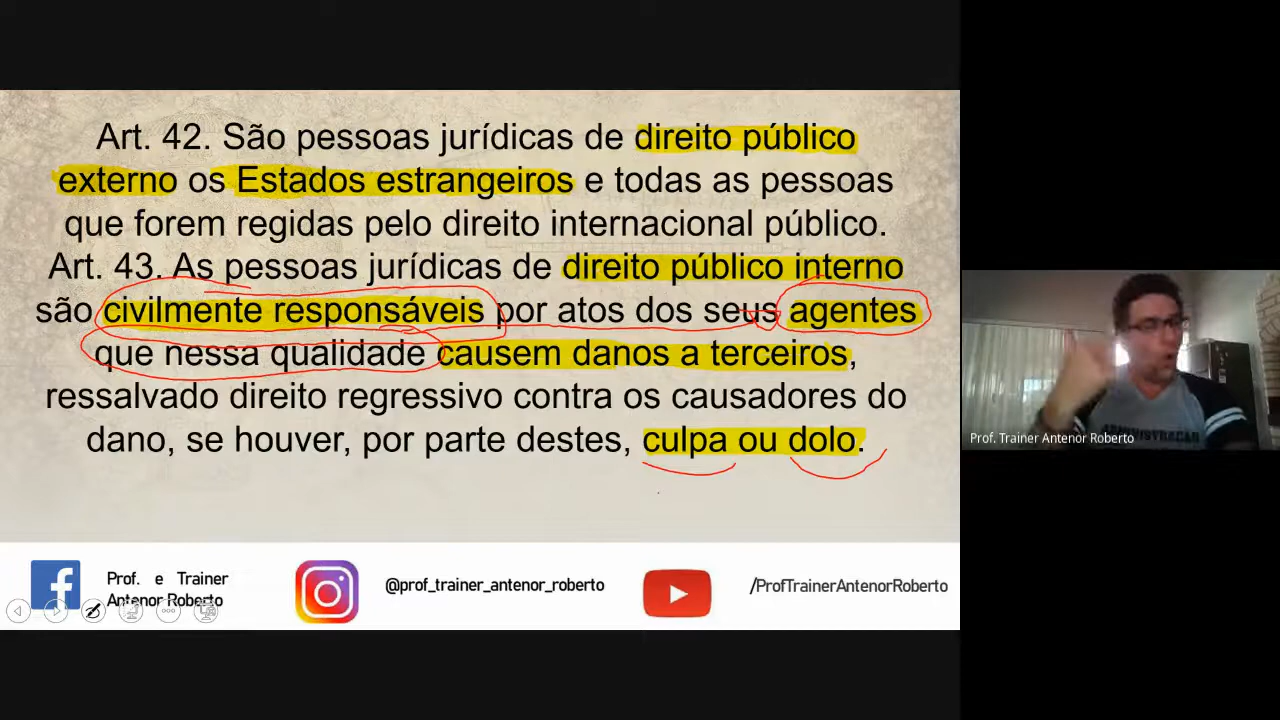 Art. 42. São pessoas jurídicas de direito público
externo os Estados estrangeiros e todas as pessoas
que forem regidas pelo direito internacional público.
Art. 43. As pessoas jurídicas de direito público interno
são civilmente responsáveis por atos dos seus agentes
que nessa qualidade causem danos a terceiros,
ressalvado direito regressivo contra os causadores do
dano, se houver, por parte destes, culpa ou dolo.
Prof. e Trainer
Antenor Roberto
@prof_trainer_antenor_roberto
/ProfTrainerAntenorRoberto
Prof. Trainer Antenor Roberto